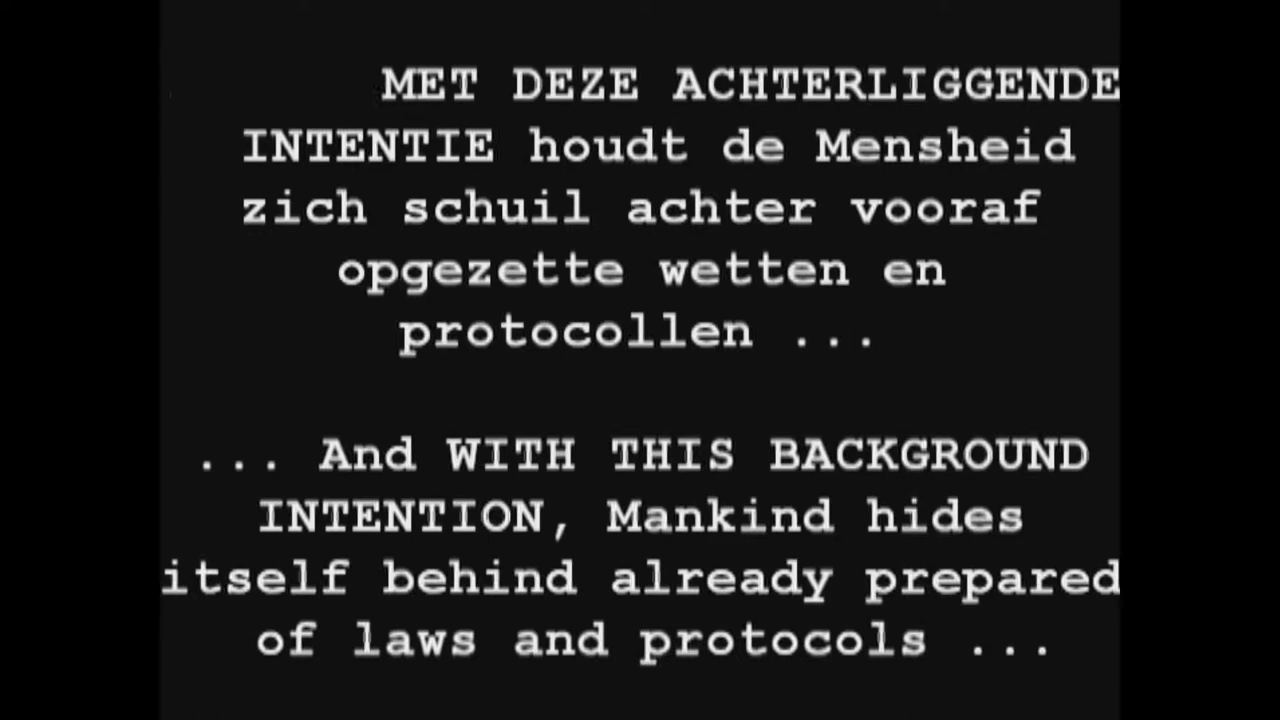 MET DEZE ACHTERLIGGENDE
INTENTIE houdt de Mensheid
zich schuil achter vooraf
opgezette wetten en
protocollen ...
... And WITH THIS BACKGROUND
INTENTION, Mankind hides
itself behind already prepared
of laws and protocols ...